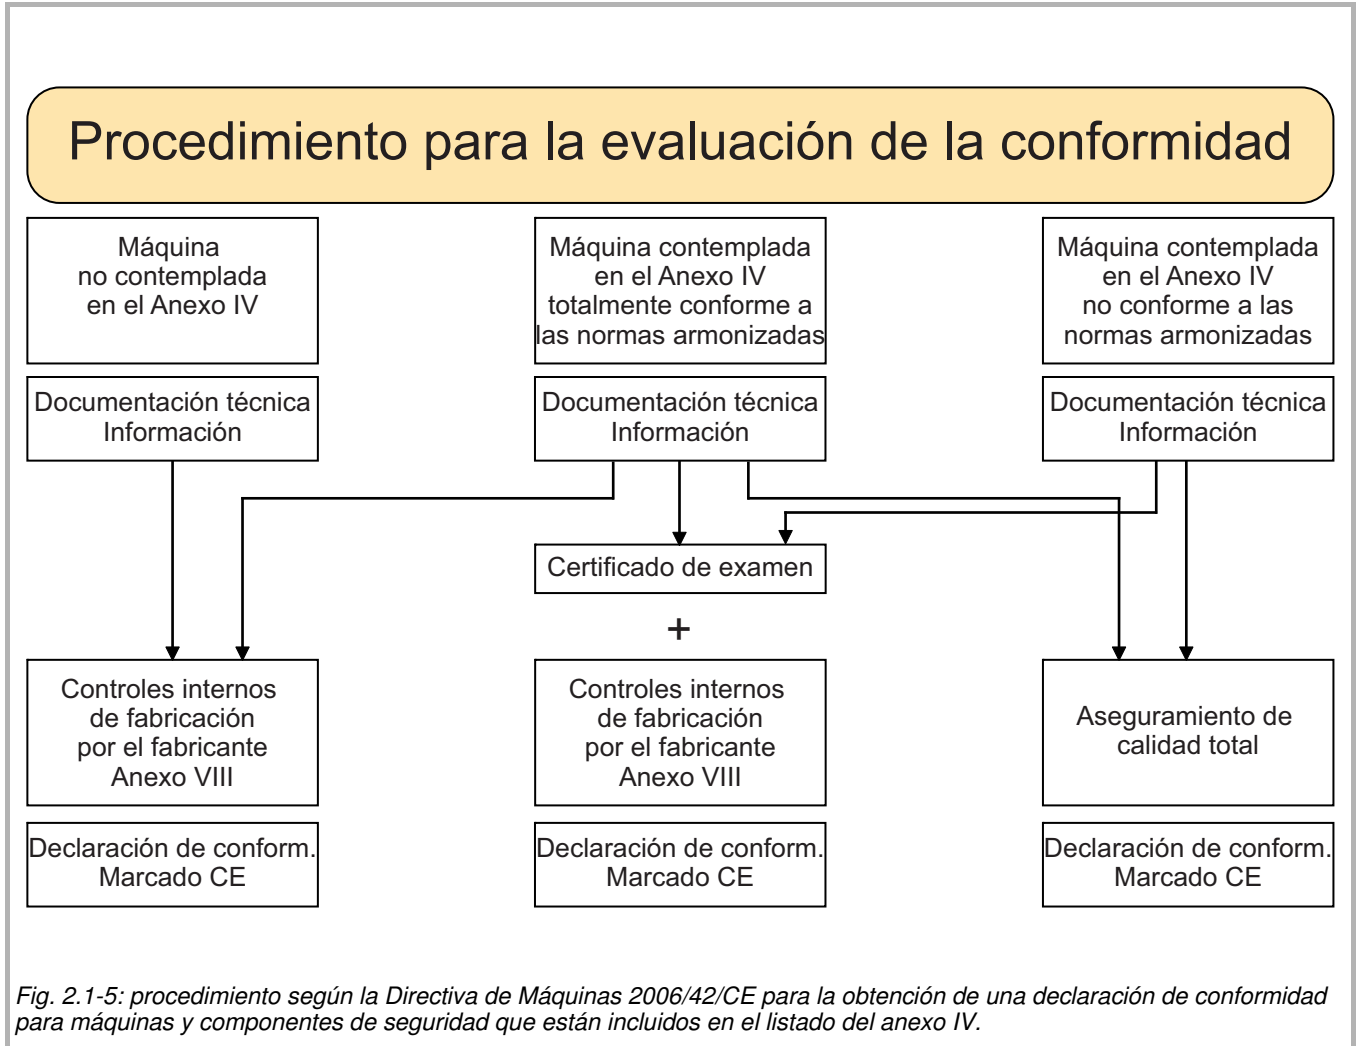 Procedimiento para la evaluación de la conformidad
Máquina
no contemplada
en el Anexo IV
Máquina contemplada
en el Anexo IV
totalmente conforme a
las normas armonizadas
Máquina contemplada
en el Anexo IV
no conforme a las
normas armonizadas
Documentación técnica
Información
Documentación técnica
Información
Documentación técnica
Información
Certificado de examen
+
Controles internos
de fabricación
por el fabricante
Anexo VIII
Controles internos
de fabricación
por el fabricante
Anexo VIII
Aseguramiento de
calidad total
Declaración de conform.
Marcado CE
Declaración de conform.
Marcado CE
Declaración de conform.
Marcado CE
Fig. 2.1-5: procedimiento según la Directiva de Máquinas 2006/42/CE para la obtención de una declaración de conformidad
para máquinas y componentes de seguridad que están incluidos en el listado del anexo IV.